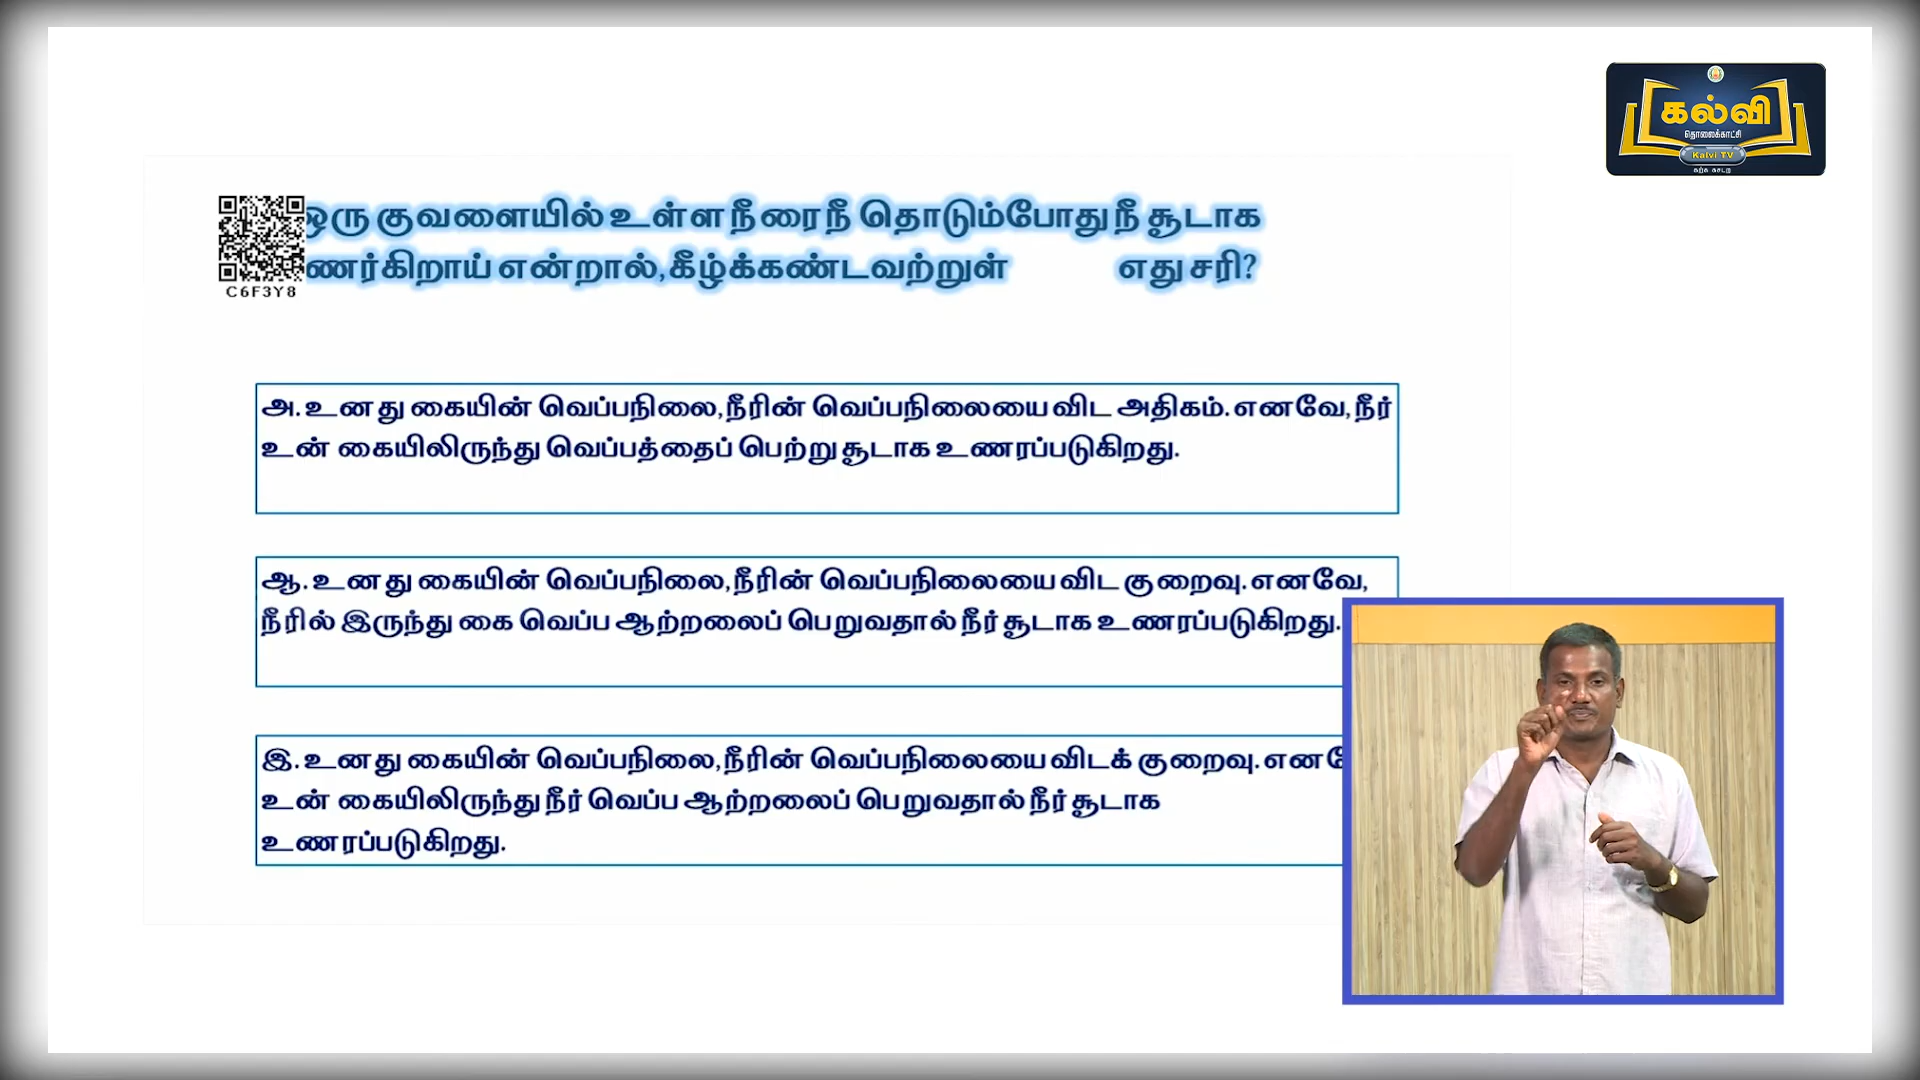 கல்வி
தொலைக்காட்சி
Kalvi TV
ஒரு குவளையில் உள்ள நீரை நீ தொடும்போது நீ சூடாக
ணர்கிறாய் என்றால்,கீழ்க்கண்டவற்றுள் எது சரி?
C6F3Y8
அ. உனது கையின் வெப்பநிலை,நீரின் வெப்பநிலையை விட அதிகம். எனவே, நீர்
உன் கையிலிருந்து வெப்பத்தைப் பெற்று சூடாக உணரப்படுகிறது.
ஆ. உனது கையின் வெப்பநிலை,நீரின் வெப்பநிலையை விட குறைவு. எனவே,
நீரில் இருந்து கை வெப்ப ஆற்றலைப் பெறுவதால் நீர் சூடாக உணரப்படுகிறது.
இ. உனது கையின் வெப்பநிலை,நீரின் வெப்பநிலையை விடக் குறைவு.
உன் கையிலிருந்து நீர் வெப்ப ஆற்றலைப் பெறுவதால் நீர் சூடாக
உணரப்படுகிறது.